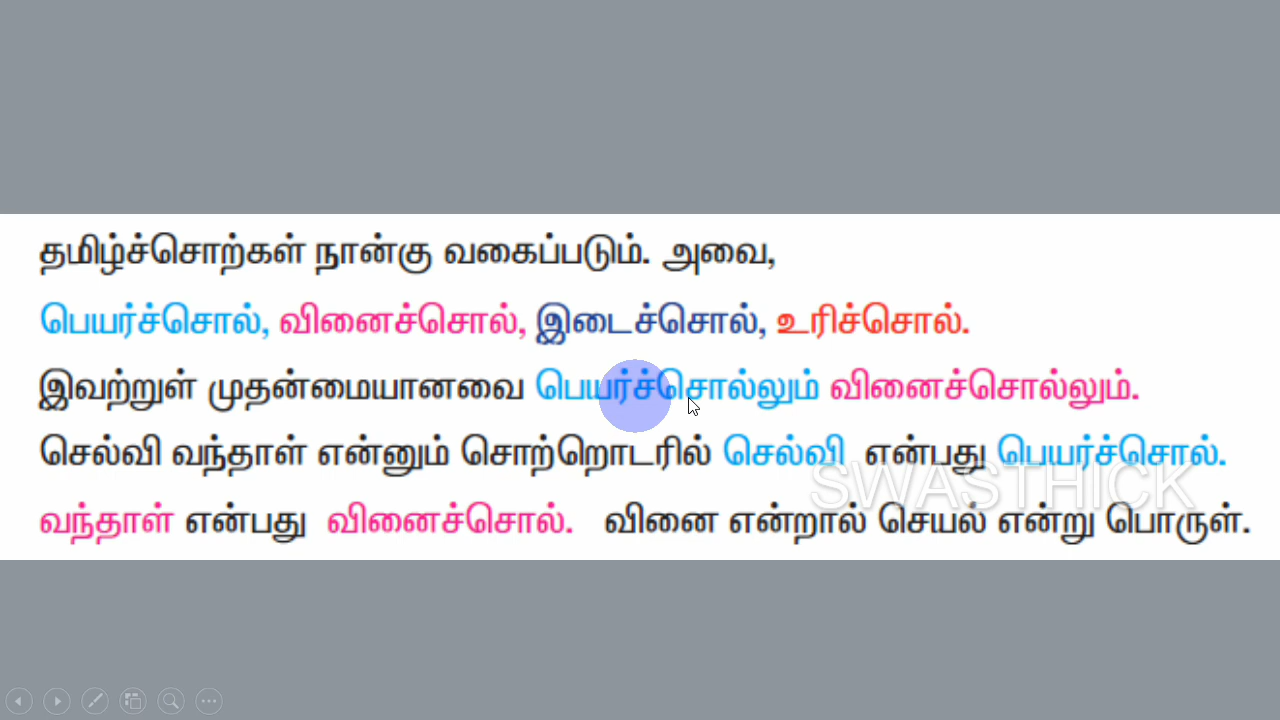 தமிழ்ச்சொற்கள் நான்கு வகைப்படும். அவை,
பெயர்ச்சொல், வினைச்சொல், இடைச்சொல், உரிச்சொல்.
இவற்றுள் முதன்மையானவை பெயர்ச்சொல்லும் வினைச்சொல்லும்.
செல்வி வந்தாள் என்னும் சொற்றொடரில் செல்வி என்பது பெயர்ச்சொல்.
SWASTHICK
வந்தாள் என்பது வினைச்சொல். வினை என்றால் செயல் என்று பொருள்.